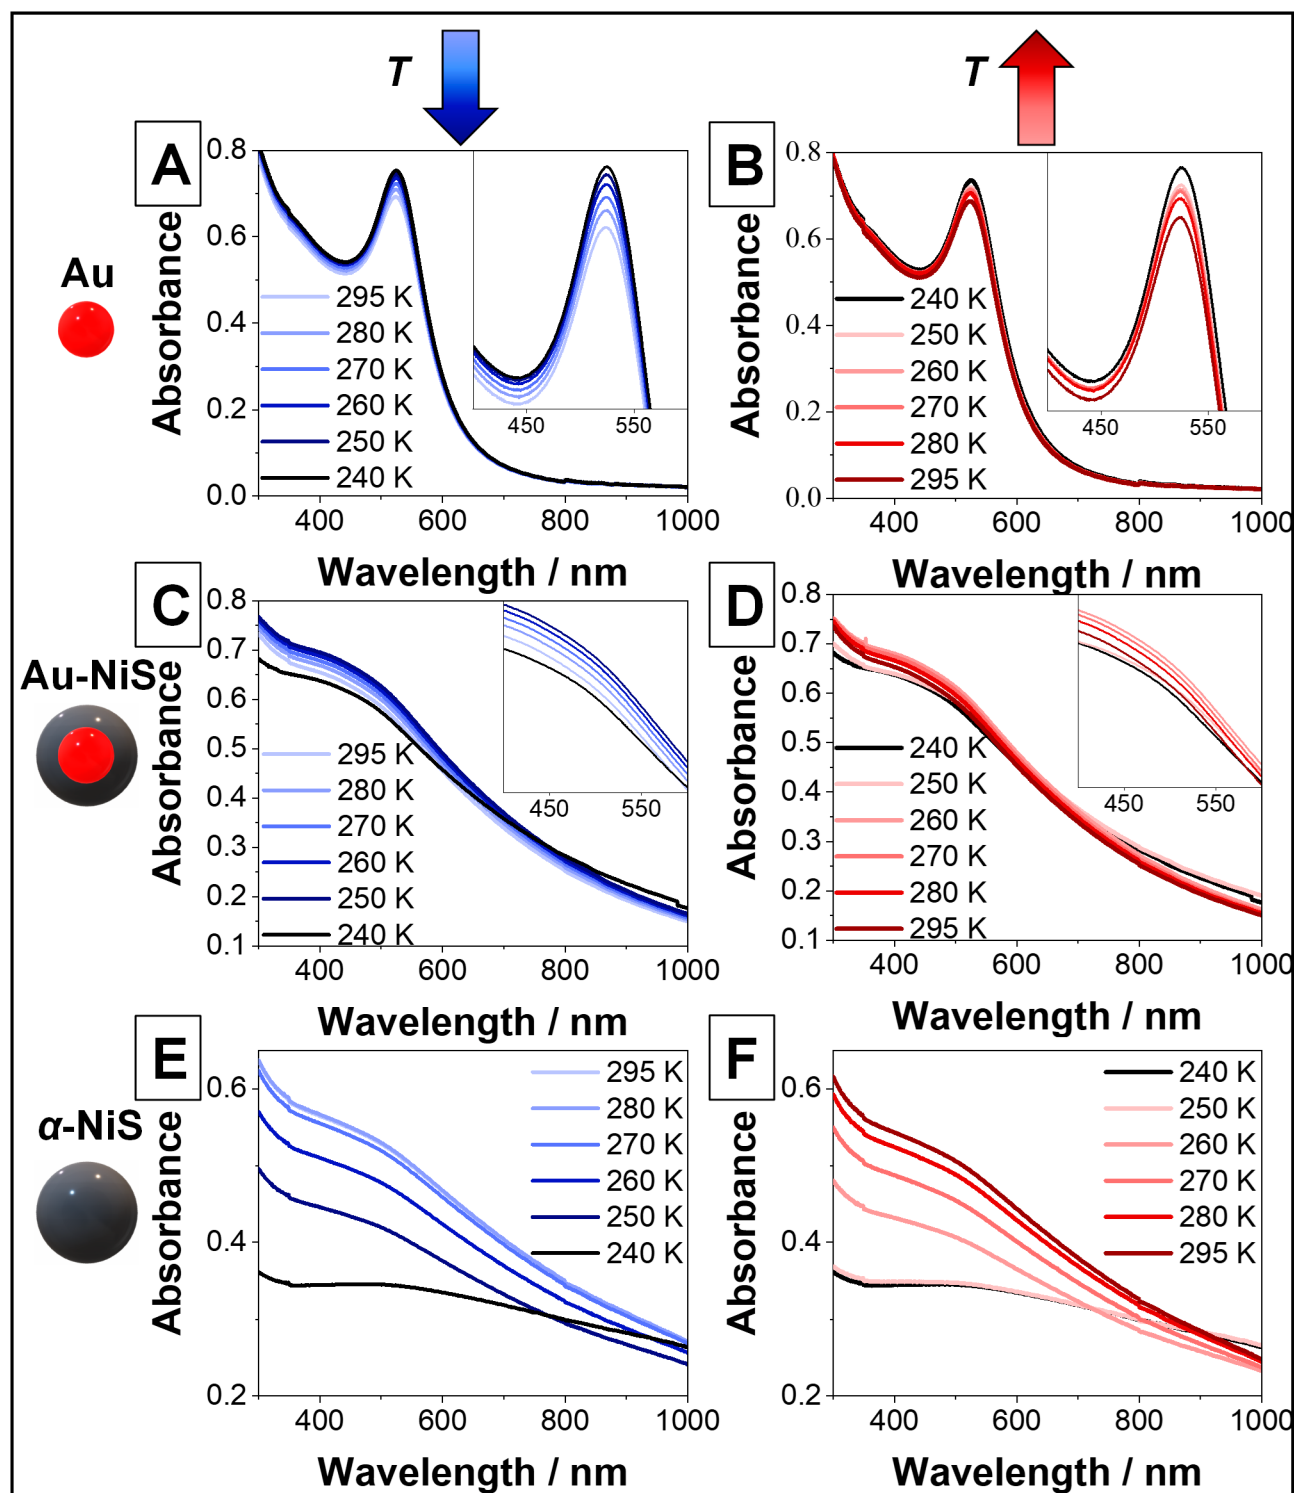 T
T
A
Absorbance
0.8
0.6
0.4
0.2
0.0
400
600
800
1000
Wavelength / nm
295 K
280 K
270 K
260 K
250 K
240 K
450
550
B
Absorbance
0.8
0.6
0.4
0.2
0.0
400
600
800
1000
Wavelength / nm
240 K
250 K
260 K
270 K
280 K
295 K
450
550
Au
C
Absorbance
0.8
0.7
0.6
0.5
0.4
0.3
0.2
0.1
400
600
800
1000
Wavelength / nm
295 K
280 K
270 K
260 K
250 K
240 K
450
550
D
Absorbance
0.8
0.7
0.6
0.5
0.4
0.3
0.2
0.1
400
600
800
1000
Wavelength / nm
240 K
250 K
260 K
270 K
280 K
295 K
450
550
Au-NiS
E
Absorbance
0.6
0.4
0.2
400
600
800
1000
Wavelength / nm
295 K
280 K
270 K
260 K
250 K
240 K
F
Absorbance
0.6
0.4
0.2
400
600
800
1000
Wavelength / nm
240 K
250 K
260 K
270 K
280 K
295 K
α-NiS